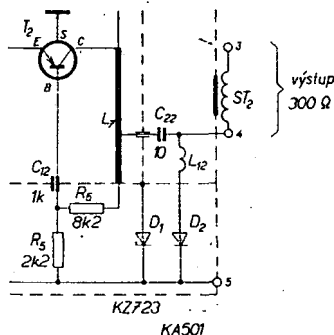 T2
S
E
C
B
3
C22
ST2
výstup
300 Ω
L7
10
4
L12
C12
1k
R6
8k2
D1
D2
R5
2k2
5
KZ723
KA501